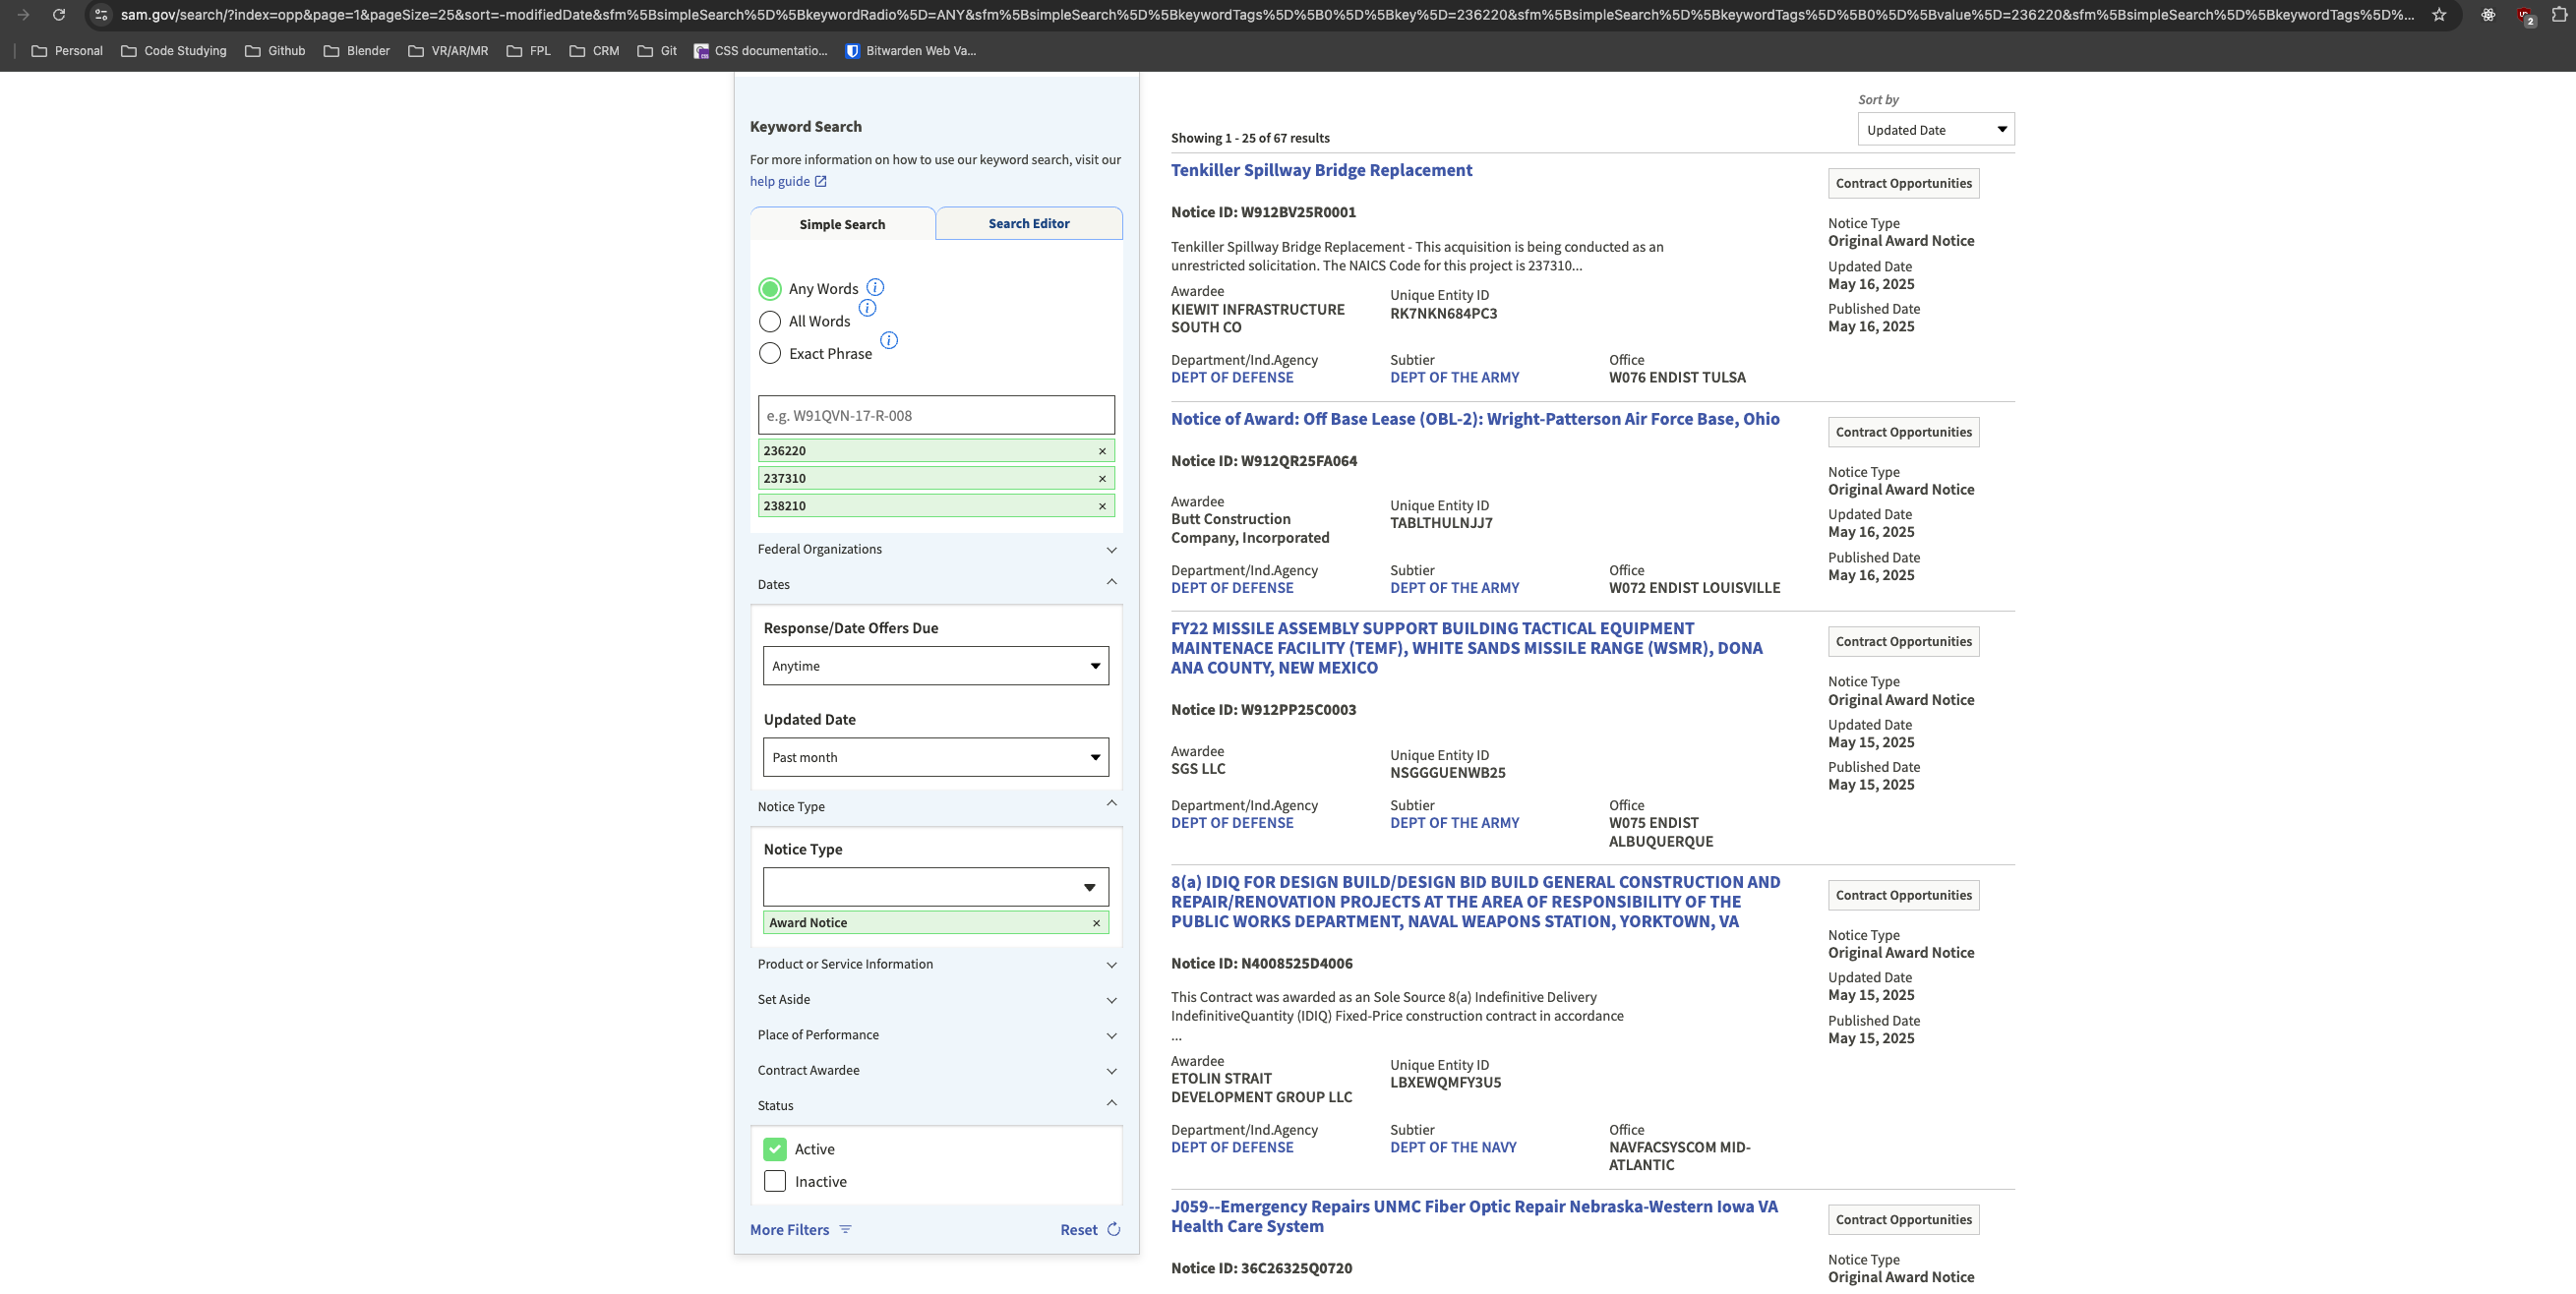 sam.gov/search/?index=opp&page=1&pageSize=25&sort=-modifiedDate&sfm%5BsimpleSearch%5D%5BkeywordRadio%5D=ANY&sfm%5BsimpleSearch%5D%5BkeywordTags%5D%5B0%5D%5Bkey%5D=236220&sfm%5BsimpleSearch%5D%5BkeywordTags%5D%5B0%5D%5Bvalue%5D=236220&sfm%5BsimpleSearch%5D%5BkeywordTags%5D%...
2
Personal Code Studying Github Blender VR/AR/MR FPL CRM Git CSS documentatio... Bitwarden Web Va...
Keyword Search
For more information on how to use our keyword search, visit our
help guide
Simple Search Search Editor
Any Words
All Words
Exact Phrase
e.g. W91QVN-17-R-008
236220 ×
237310 ×
238210 ×
Federal Organizations
Dates
Response/Date Offers Due
Anytime
Updated Date
Past month
Notice Type
Notice Type
Award Notice ×
Product or Service Information
Set Aside
Place of Performance
Contract Awardee
Status
Active
Inactive
More Filters Reset
Sort by
Showing 1 - 25 of 67 results
Updated Date
Tenkiller Spillway Bridge Replacement
Contract Opportunities
Notice ID: W912BV25R0001
Notice Type
Original Award Notice
Tenkiller Spillway Bridge Replacement - This acquisition is being conducted as an
unrestricted solicitation. The NAICS Code for this project is 237310...
Updated Date
May 16, 2025
Awardee
KIEWIT INFRASTRUCTURE
SOUTH CO
Unique Entity ID
RK7NKN684PC3
Published Date
May 16, 2025
Department/Ind.Agency
DEPT OF DEFENSE
Subtier
DEPT OF THE ARMY
Office
W076 ENDIST TULSA
Notice of Award: Off Base Lease (OBL-2): Wright-Patterson Air Force Base, Ohio
Contract Opportunities
Notice ID: W912QR25FA064
Notice Type
Original Award Notice
Awardee
Butt Construction
Company, Incorporated
Unique Entity ID
TABLTHULNJJ7
Updated Date
May 16, 2025
Published Date
May 16, 2025
Department/Ind.Agency
DEPT OF DEFENSE
Subtier
DEPT OF THE ARMY
Office
W072 ENDIST LOUISVILLE
FY22 MISSILE ASSEMBLY SUPPORT BUILDING TACTICAL EQUIPMENT
MAINTENACE FACILITY (TEMF), WHITE SANDS MISSILE RANGE (WSMR), DONA
ANA COUNTY, NEW MEXICO
Contract Opportunities
Notice ID: W912PP25C0003
Notice Type
Original Award Notice
Updated Date
May 15, 2025
Awardee
SGS LLC
Unique Entity ID
NSGGGUENWB25
Published Date
May 15, 2025
Department/Ind.Agency
DEPT OF DEFENSE
Subtier
DEPT OF THE ARMY
Office
W075 ENDIST
ALBUQUERQUE
8(a) IDIQ FOR DESIGN BUILD/DESIGN BID BUILD GENERAL CONSTRUCTION AND
REPAIR/RENOVATION PROJECTS AT THE AREA OF RESPONSIBILITY OF THE
PUBLIC WORKS DEPARTMENT, NAVAL WEAPONS STATION, YORKTOWN, VA
Contract Opportunities
Notice ID: N4008525D4006
Notice Type
Original Award Notice
This Contract was awarded as an Sole Source 8(a) Indefinitive Delivery
IndefinitiveQuantity (IDIQ) Fixed-Price construction contract in accordance
...
Updated Date
May 15, 2025
Published Date
May 15, 2025
Awardee
ETOLIN STRAIT
DEVELOPMENT GROUP LLC
Unique Entity ID
LBXEWQMFY3U5
Department/Ind.Agency
DEPT OF DEFENSE
Subtier
DEPT OF THE NAVY
Office
NAVFACSYSCOM MID-
ATLANTIC
J059--Emergency Repairs UNMC Fiber Optic Repair Nebraska-Western Iowa VA
Health Care System
Contract Opportunities
Notice ID: 36C26325Q0720
Notice Type
Original Award Notice